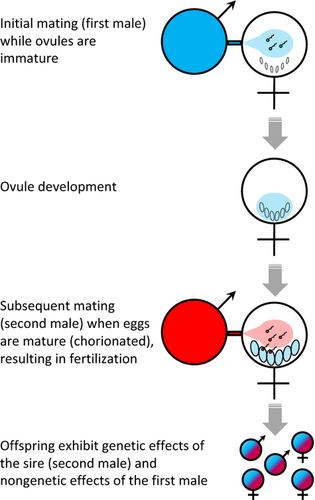 Initial mating (first male)
while ovules are
immature
Ovule development
Subsequent mating
(second male) when eggs
are mature (chorionated),
resulting in fertilization
Offspring exhibit genetic effects of
the sire (second male) and
nongenetic effects of the first male